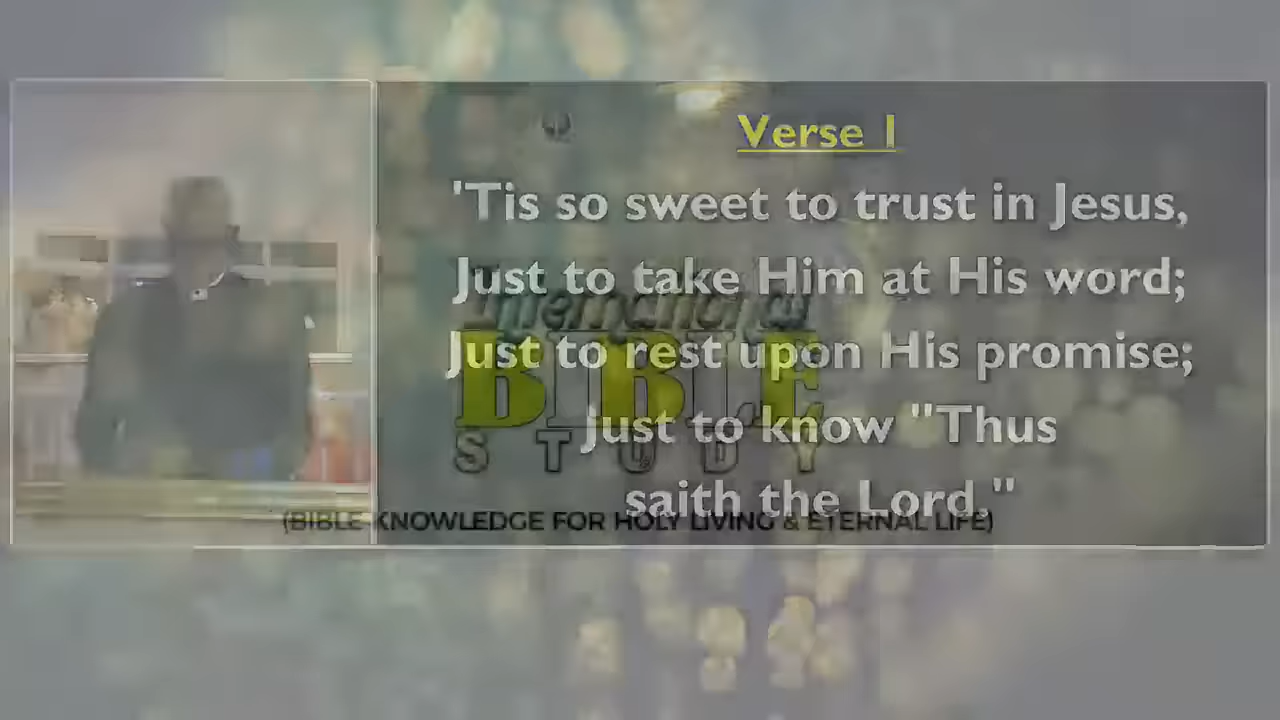 Verse 1
'Tis so sweet to trust in Jesus,
Just to take Him at His word;
Just to rest upon His promise;
Just to know "Thus
saith the Lord."
International
BIBLE
STUDY
(BIBLE KNOWLEDGE FOR HOLY LIVING & ETERNAL LIFE)